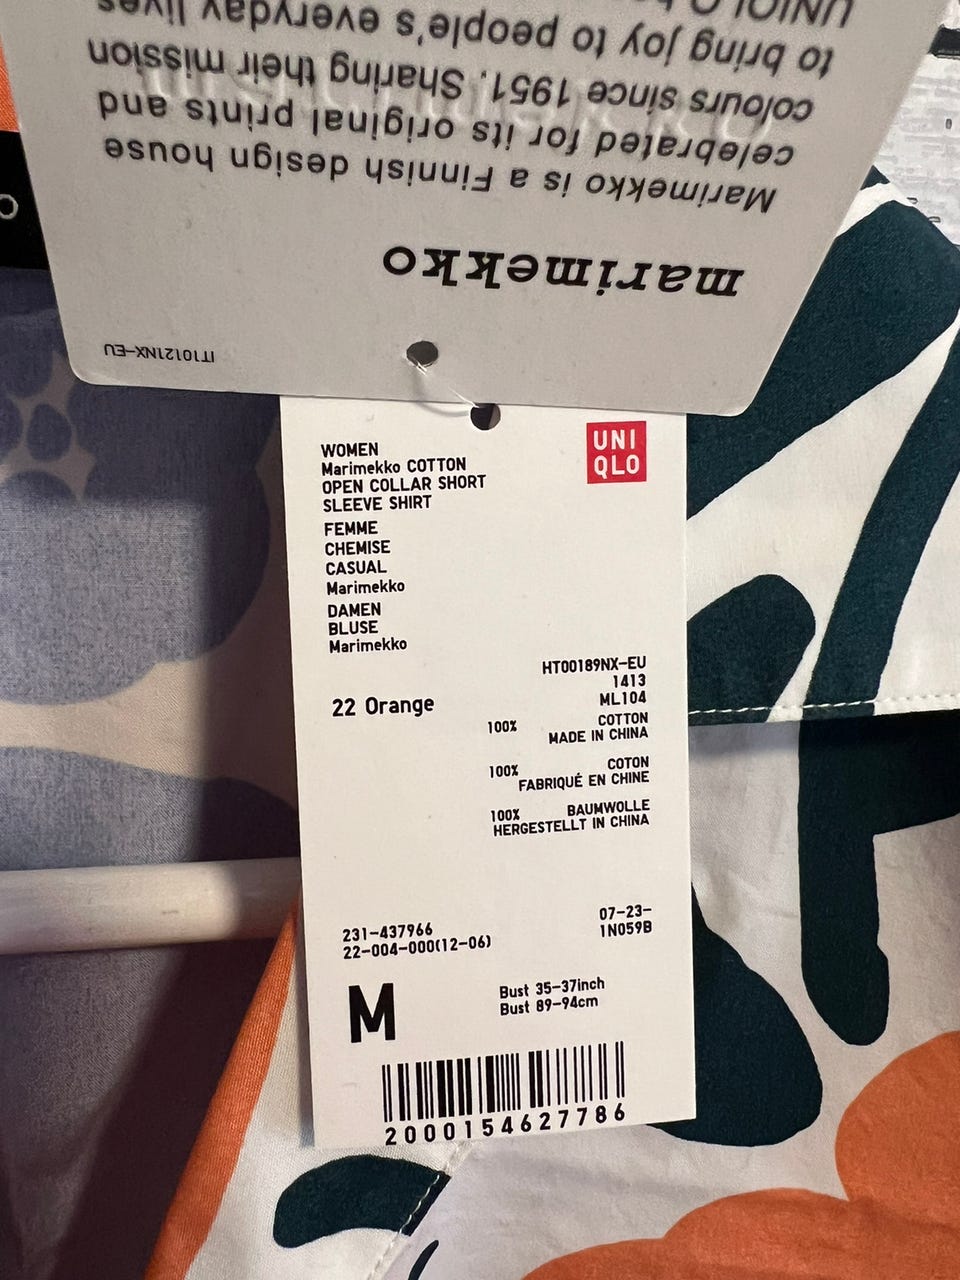 marimekko
Marimekko is a Finnish design house
celebrated for its original prints and
colours since 1951. Sharing their mission
to bring joy to people's everyday lives
UNIQLO
IT10121NX-EU
UNI
QLO
WOMEN
Marimekko COTTON
OPEN COLLAR SHORT
SLEEVE SHIRT
FEMME
CHEMISE
CASUAL
Marimekko
DAMEN
BLUSE
Marimekko
HT00189NX-EU
1413
22 Orange
ML104
100% COTTON
MADE IN CHINA
100% COTON
FABRIQUÉ EN CHINE
100% BAUMWOLLE
HERGESTELLT IN CHINA
231-437966
22-004-000(12-06)
07-23-
1N059B
M
Bust 35-37inch
Bust 89-94cm
2000154627786